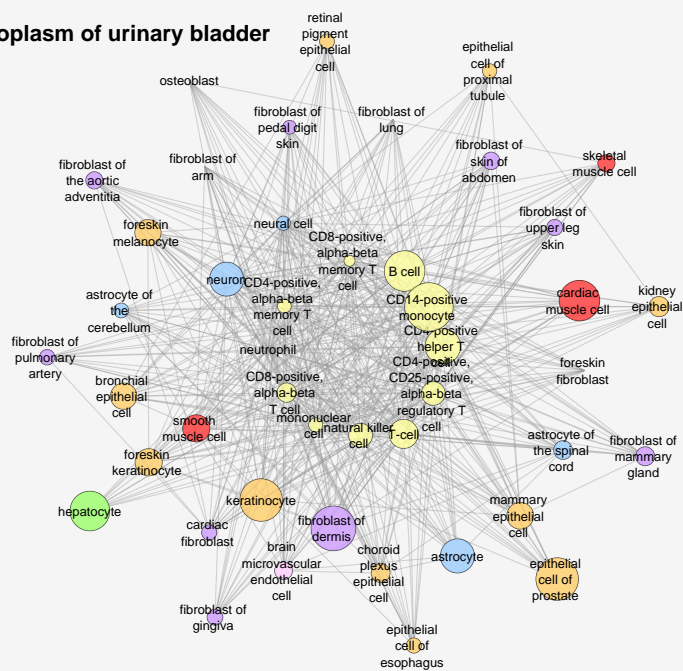 oplasm of urinary bladder
retinal
pigment
epithelial
cell
epithelial
cell of
proximal
tubule
osteoblast
fibroblast of
pedal digit
skin
fibroblast of
lung
fibroblast of
skin of
abdomen
skeletal
muscle cell
fibroblast of
arm
fibroblast of
the aortic
adventitia
foreskin
melanocyte
neural cell
fibroblast of
upper leg
skin
CD8-positive,
alpha-beta
memory T
cell
B cell
neuron
CD4-positive,
alpha-beta
memory T
cell
CD14-positive
monocyte
cardiac
muscle cell
kidney
epithelial
cell
astrocyte of
the
cerebellum
CD4-positive
helper T
cell
neutrophil
fibroblast of
pulmonary
artery
CD4-positive,
CD25-positive,
alpha-beta
regulatory T
cell
foreskin
fibroblast
CD8-positive,
alpha-beta
T cell
bronchial
epithelial
cell
mononuclear
cell
natural killer
cell
T-cell
smooth
muscle cell
astrocyte of
the spinal
cord
fibroblast of
mammary
gland
foreskin
keratinocyte
hepatocyte
keratinocyte
fibroblast of
dermis
mammary
epithelial
cell
cardiac
fibroblast
brain
microvascular
endothelial
cell
choroid
plexus
epithelial
cell
astrocyte
epithelial
cell of
prostate
fibroblast of
gingiva
epithelial
cell of
esophagus